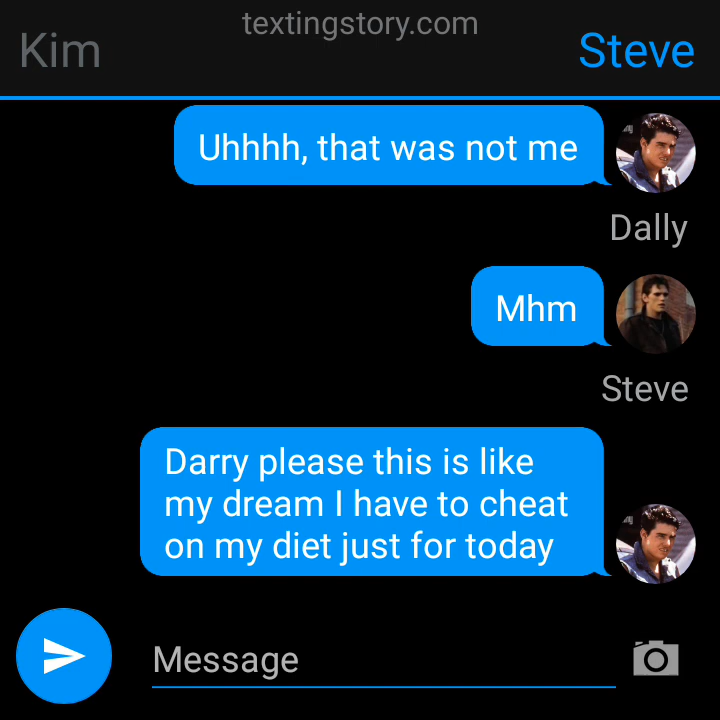 textingstory.com
Kim
Steve
Uhhhh, that was not me
Dally
Mhm
Steve
Darry please this is like
my dream I have to cheat
on my diet just for today
Message